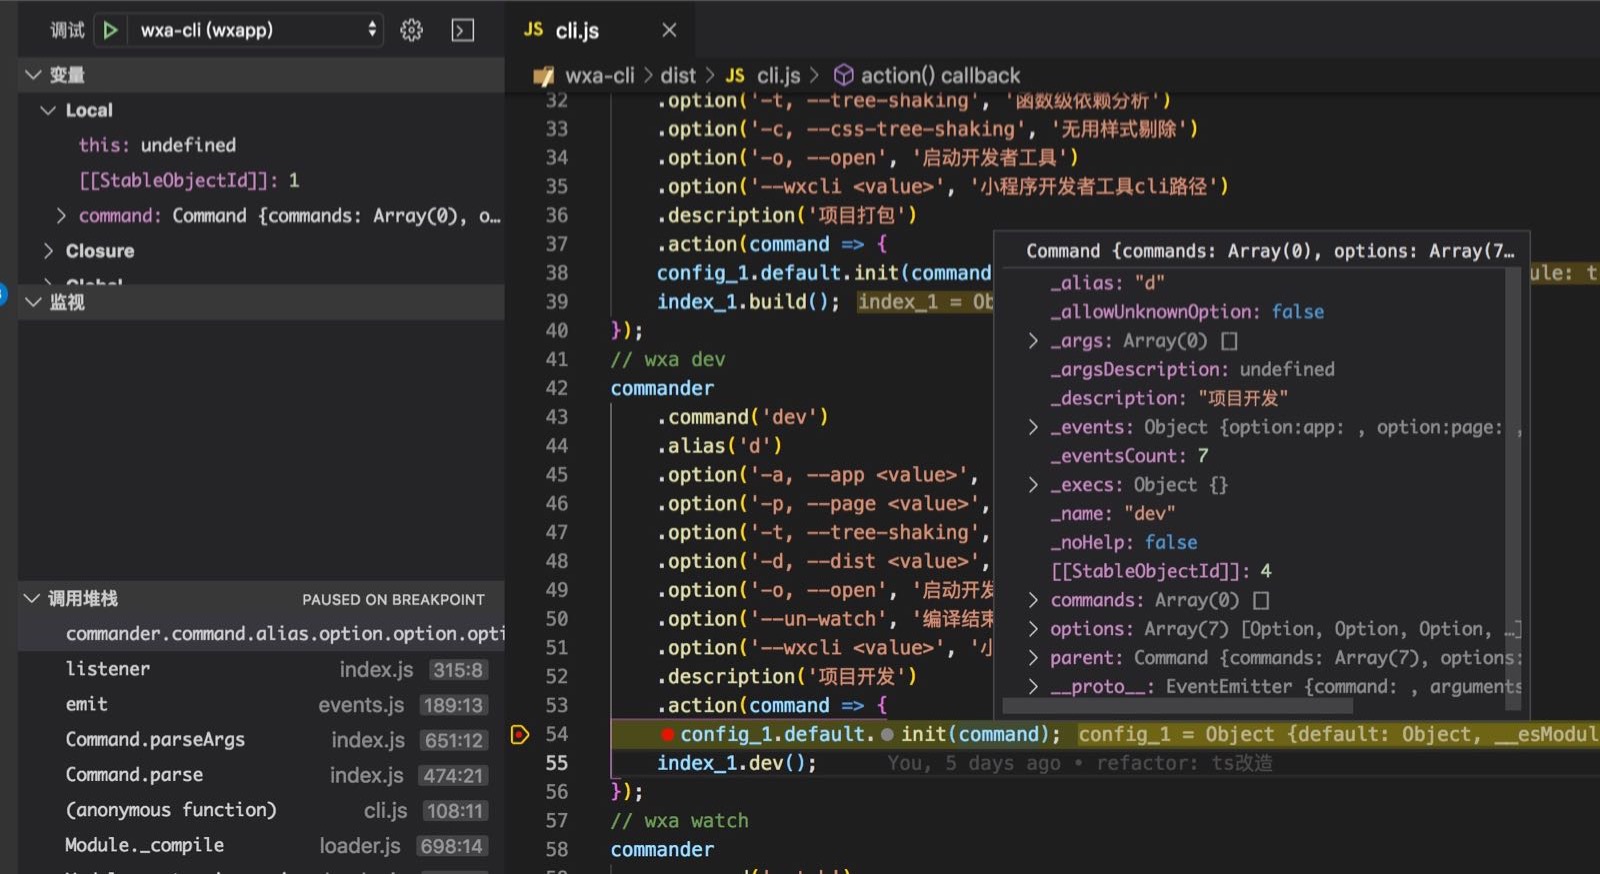 调试 wxa-cli (wxapp)
变量
Local
this: undefined
[[StableObjectId]]: 1
command: Command {commands: Array(0), o…
Closure
Global
监视
调用堆栈 PAUSED ON BREAKPOINT
commander.command.alias.option.option.opti
listener index.js 315:8
emit events.js 189:13
Command.parseArgs index.js 651:12
Command.parse index.js 474:21
(anonymous function) cli.js 108:11
Module._compile loader.js 698:14
JS cli.js
wxa-cli > dist > JS cli.js > action() callback
32 .option('-t, --tree-shaking', '函数级依赖分析')
33 .option('-c, --css-tree-shaking', '无用样式剔除')
34 .option('-o, --open', '启动开发者工具')
35 .option('--wxcli <value>', '小程序开发者工具cli路径')
36 .description('项目打包')
37 .action(command => {
38 config_1.default.init(command ule: t
39 index_1.build(); index_1 = Ob
40 });
41 // wxa dev
42 commander
43 .command('dev')
44 .alias('d')
45 .option('-a, --app <value>',
46 .option('-p, --page <value>',
47 .option('-t, --tree-shaking',
48 .option('-d, --dist <value>',
49 .option('-o, --open', '启动开发
50 .option('--un-watch', '编译结束
51 .option('--wxcli <value>', '小
52 .description('项目开发')
53 .action(command => {
54 config_1.default. init(command); config_1 = Object {default: Object, __esModul
55 index_1.dev(); You, 5 days ago • refactor: ts改造
56 });
57 // wxa watch
58 commander
Command {commands: Array(0), options: Array(7…
_alias: "d"
_allowUnknownOption: false
_args: Array(0) []
_argsDescription: undefined
_description: "项目开发"
_events: Object {option:app: , option:page: ,
_eventsCount: 7
_execs: Object {}
_name: "dev"
_noHelp: false
[[StableObjectId]]: 4
commands: Array(0) []
options: Array(7) [Option, Option, Option, …]
parent: Command {commands: Array(7), options:
__proto__: EventEmitter {command: , arguments